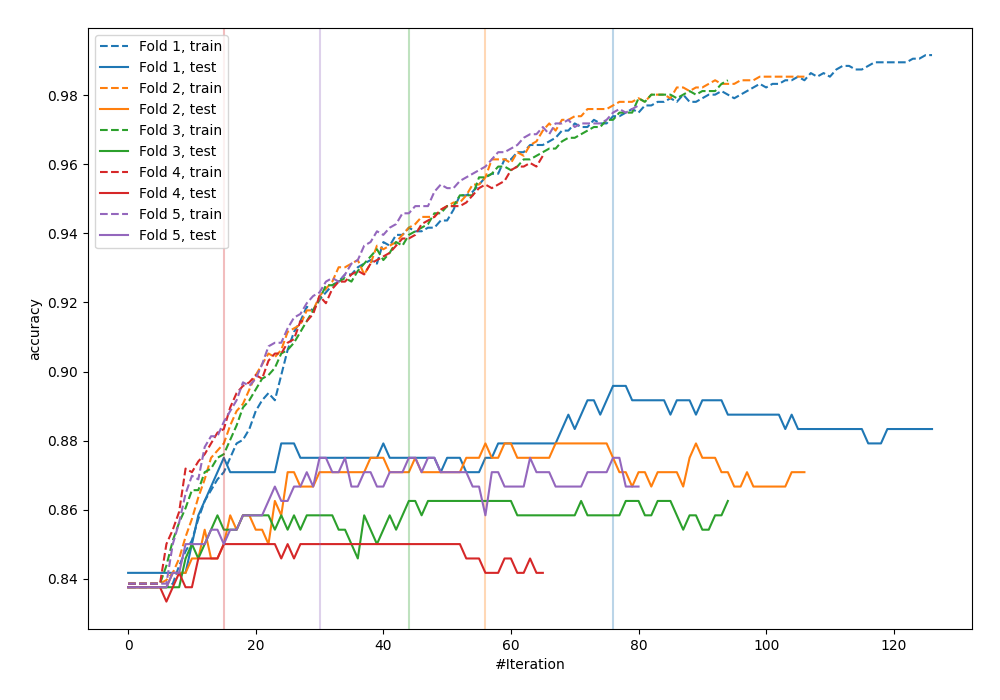 Fold 1, train
Fold 1, test
Fold 2, train
Fold 2, test
Fold 3, train
Fold 3, test
Fold 4, train
Fold 4, test
Fold 5, train
Fold 5, test
accuracy
0.98
0.96
0.94
0.92
0.90
0.88
0.86
0.84
0 20 40 60 80 100 120
#Iteration